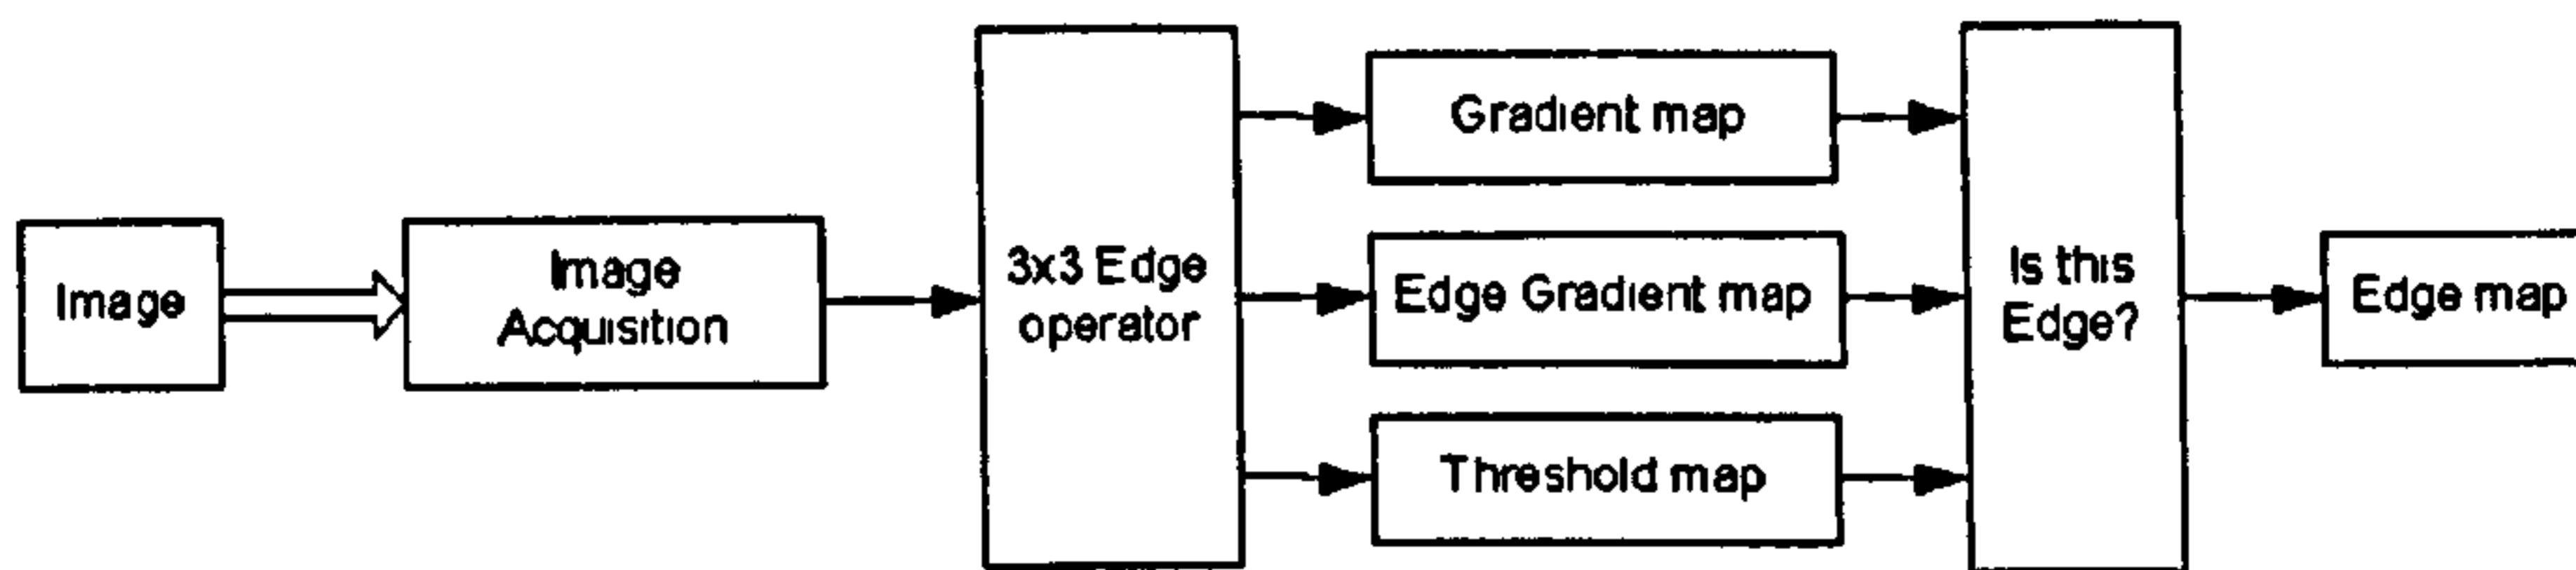 Image
Image
Acquisition
3x3 Edge
operator
Gradient map
Edge Gradient map
Threshold map
Is this
Edge?
Edge map